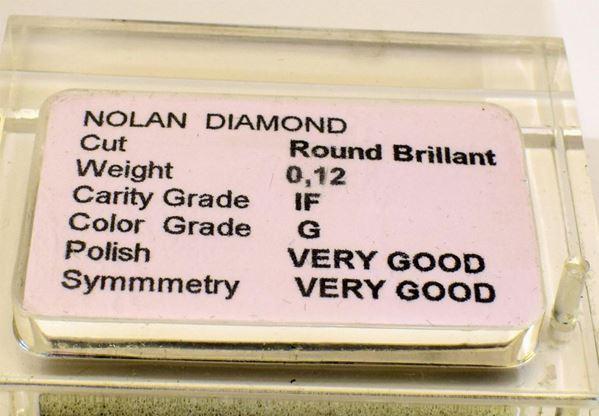 NOLAN DIAMOND
Cut Round Brillant
Weight 0,12
Carity Grade IF
Color Grade G
Polish VERY GOOD
Symmmetry VERY GOOD